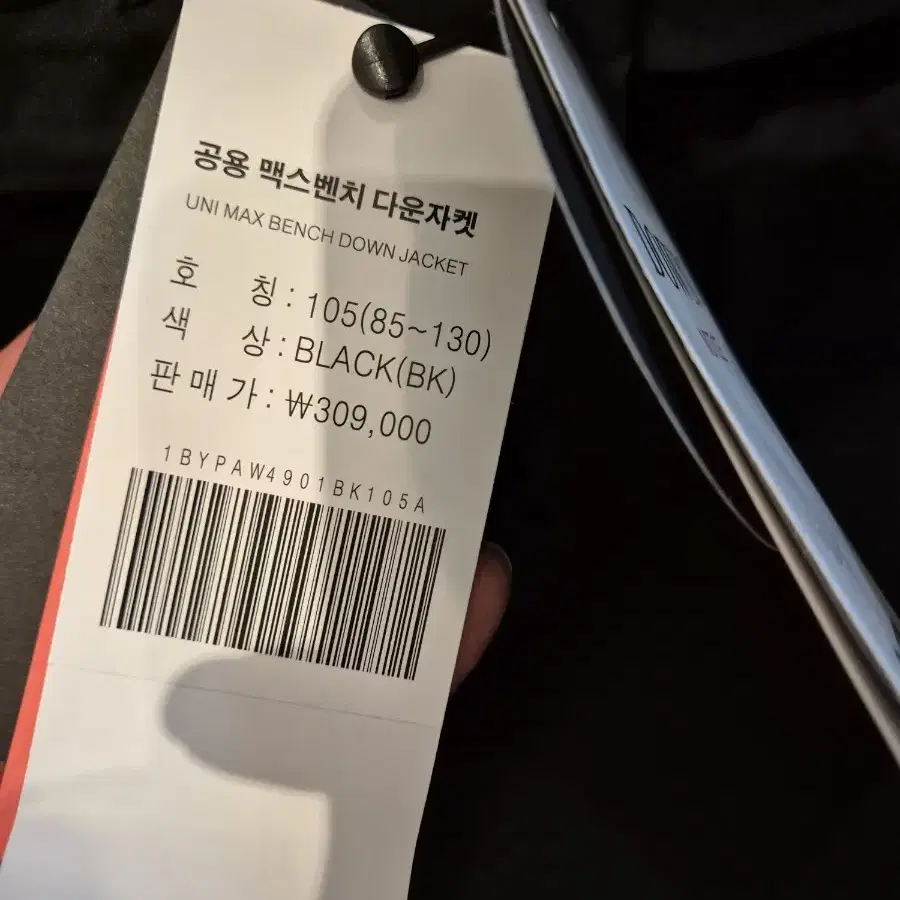 공용 맥스벤치 다운자켓
UNI MAX BENCH DOWN JACKET
호 칭 : 105(85~130)
색 상 : BLACK(BK)
판 매 가 : ₩309,000
1BYPAW4901BK105A